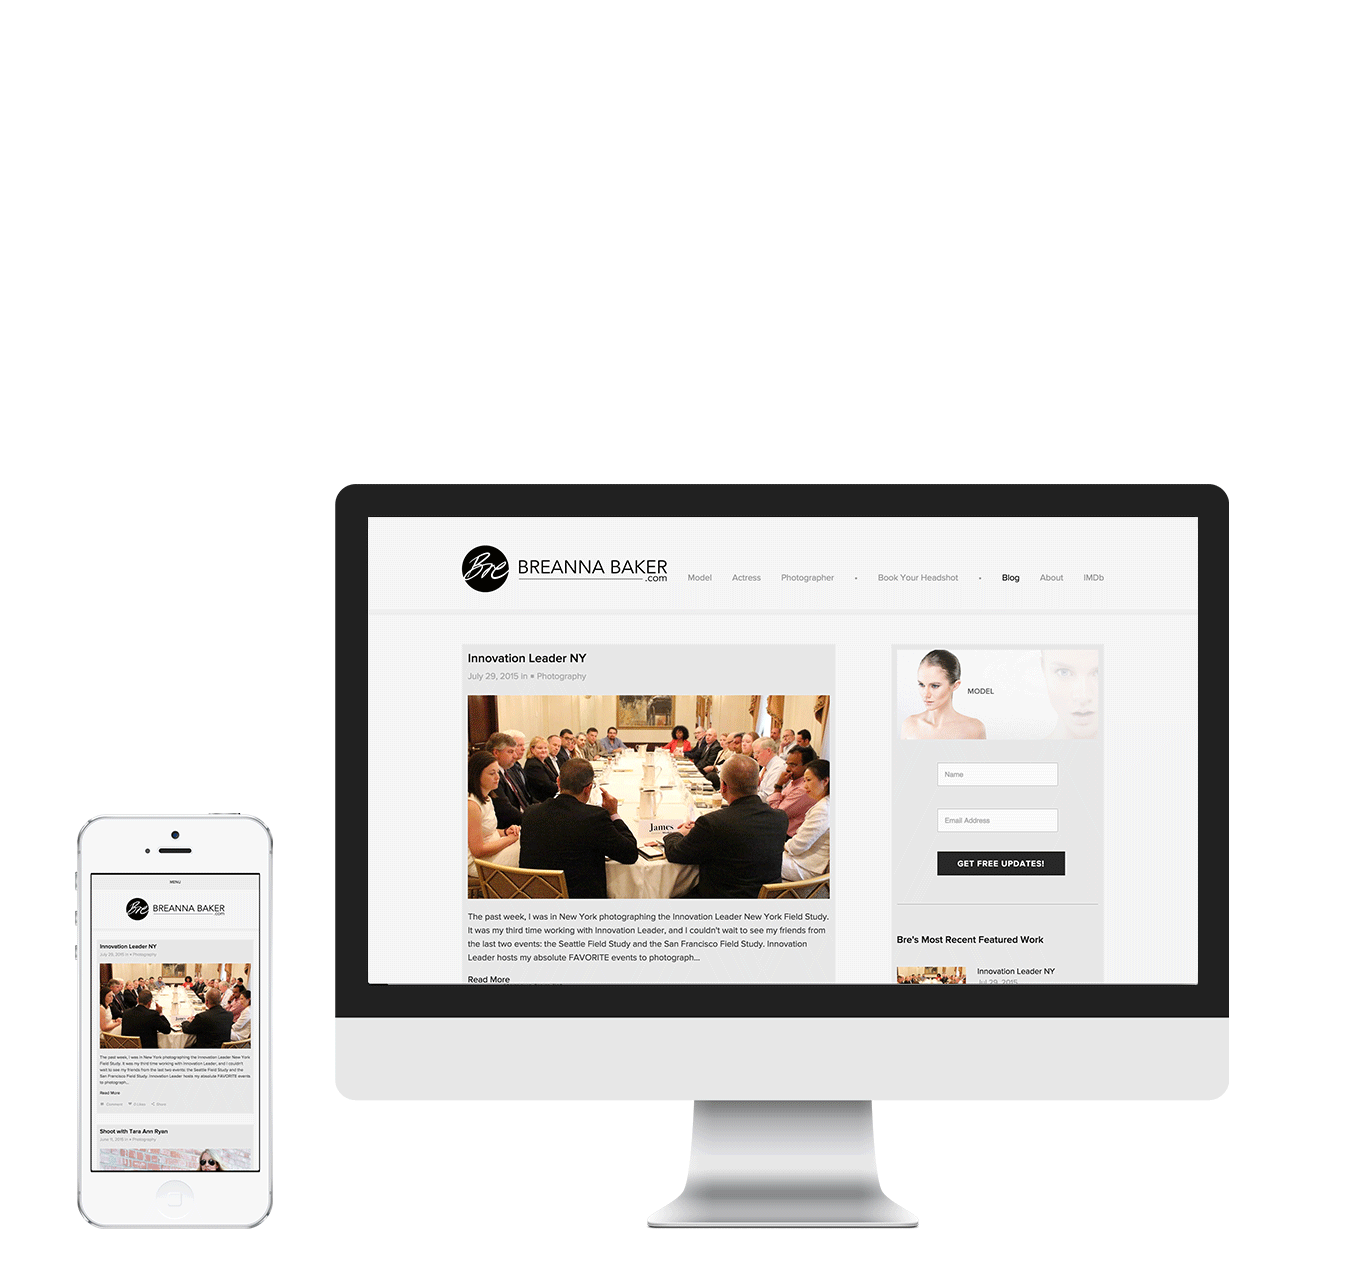 Bre BREANNA BAKER
.com
Model Actress Photographer • Book Your Headshot • Blog About IMDb
Innovation Leader NY
July 29, 2015 In • Photography
James
The past week, I was in New York photographing the Innovation Leader New York Field Study.
It was my third time working with Innovation Leader, and I couldn't wait to see my friends from
the last two events: the Seattle Field Study and the San Francisco Field Study. Innovation
Leader hosts my absolute FAVORITE events to photograph...
Read More
MODEL
Name
Email Address
GET FREE UPDATES!
Bre's Most Recent Featured Work
Innovation Leader NY
Jul 29, 2015
MENU
Bre BREANNA BAKER
.com
Innovation Leader NY
July 29, 2015 In • Photography
James
The past week, I was in New York photographing the Innovation Leader New York
Field Study. It was my third time working with Innovation Leader, and I couldn't
wait to see my friends from the last two events: the Seattle Field Study and the
San Francisco Field Study. Innovation Leader hosts my absolute FAVORITE events
to photograph...
Read More
Comment 0 Likes Share
Shoot with Tara Ann Ryan
June 11, 2015 In • Photography